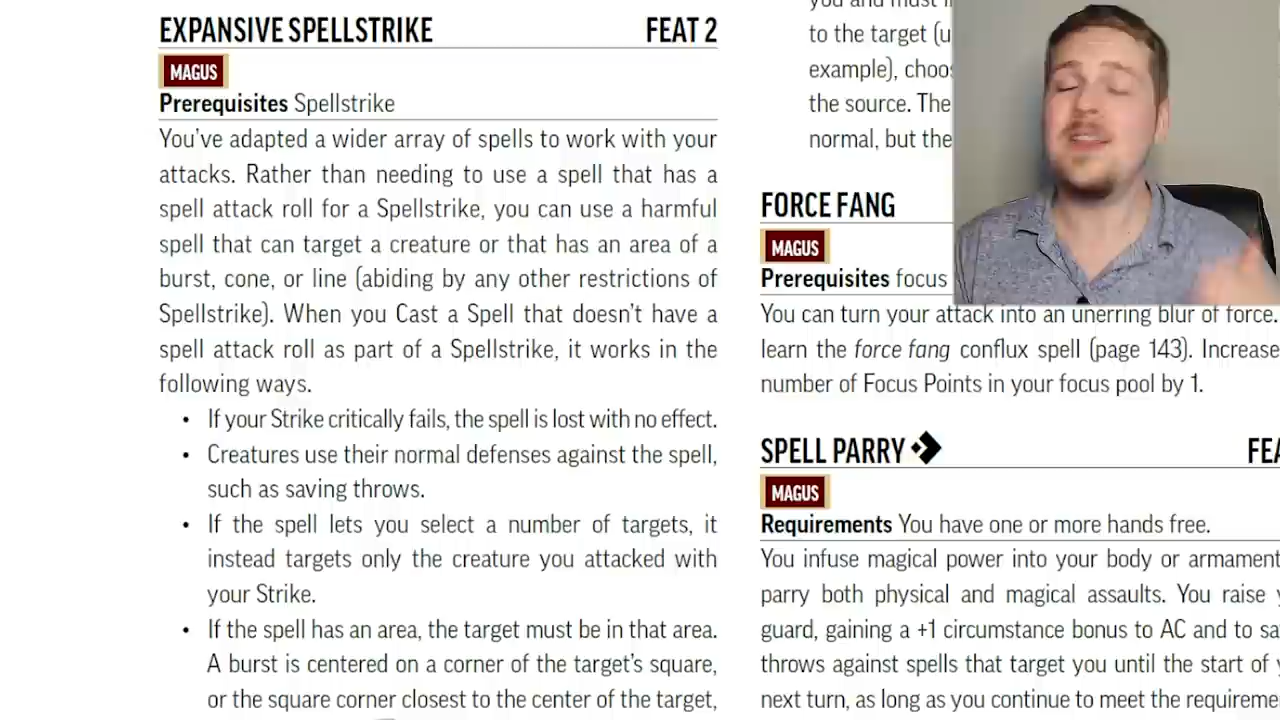 EXPANSIVE SPELLSTRIKE FEAT 2
MAGUS
Prerequisites Spellstrike
You've adapted a wider array of spells to work with your
attacks. Rather than needing to use a spell that has a
spell attack roll for a Spellstrike, you can use a harmful
spell that can target a creature or that has an area of a
burst, cone, or line (abiding by any other restrictions of
Spellstrike). When you Cast a Spell that doesn't have a
spell attack roll as part of a Spellstrike, it works in the
following ways.
• If your Strike critically fails, the spell is lost with no effect.
• Creatures use their normal defenses against the spell,
such as saving throws.
• If the spell lets you select a number of targets, it
instead targets only the creature you attacked with
your Strike.
• If the spell has an area, the target must be in that area.
A burst is centered on a corner of the target's square,
or the square corner closest to the center of the target,
to the target (u
example), choos
the source. The
normal, but the
FORCE FANG
MAGUS
Prerequisites focus
You can turn your attack into an unerring blur of force.
learn the force fang conflux spell (page 143). Increase
number of Focus Points in your focus pool by 1.
SPELL PARRY FEA
MAGUS
Requirements You have one or more hands free.
You infuse magical power into your body or armament
parry both physical and magical assaults. You raise y
guard, gaining a +1 circumstance bonus to AC and to sa
throws against spells that target you until the start of y
next turn, as long as you continue to meet the requireme